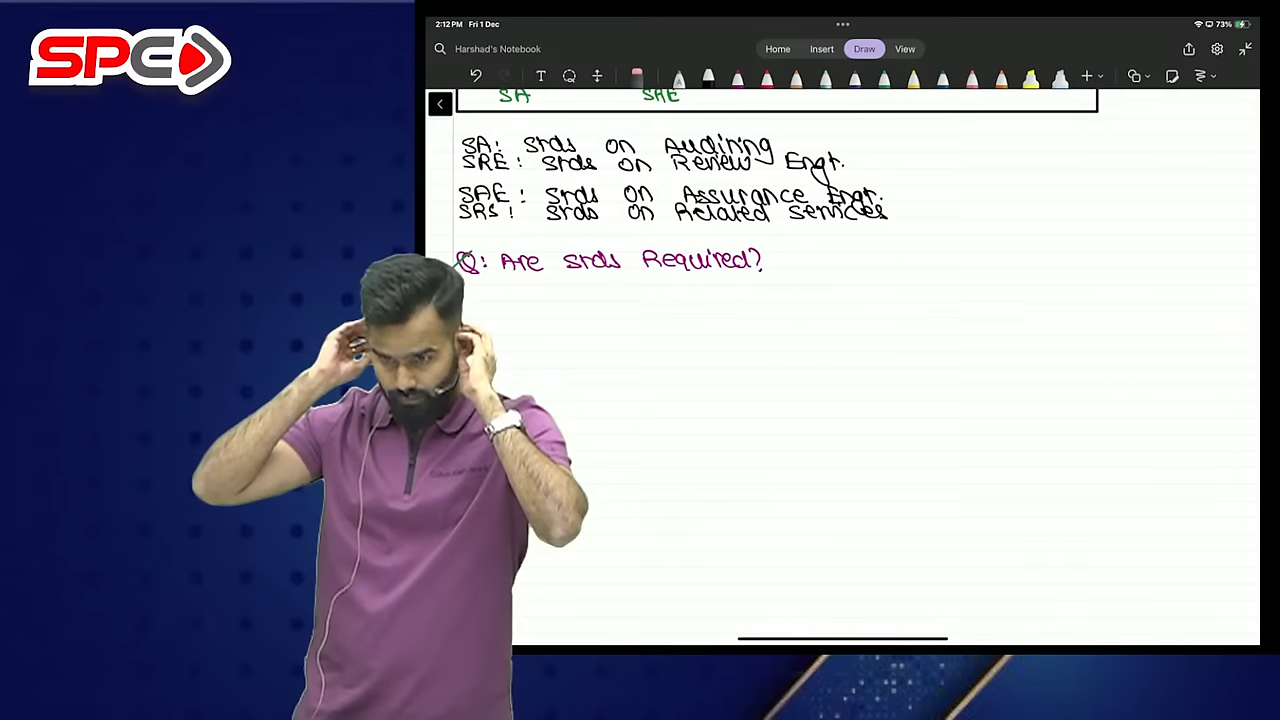 SPC
2:12 PM Fri 1 Dec
73%
Harshad's Notebook
Home Insert Draw View
SA SAE
SA: Stds on Auditing
SRE: Stds on Review Engt.
SAE: Stds on Assurance Engt.
SRS: Stds on Related Services
Q: Are Stds Required?